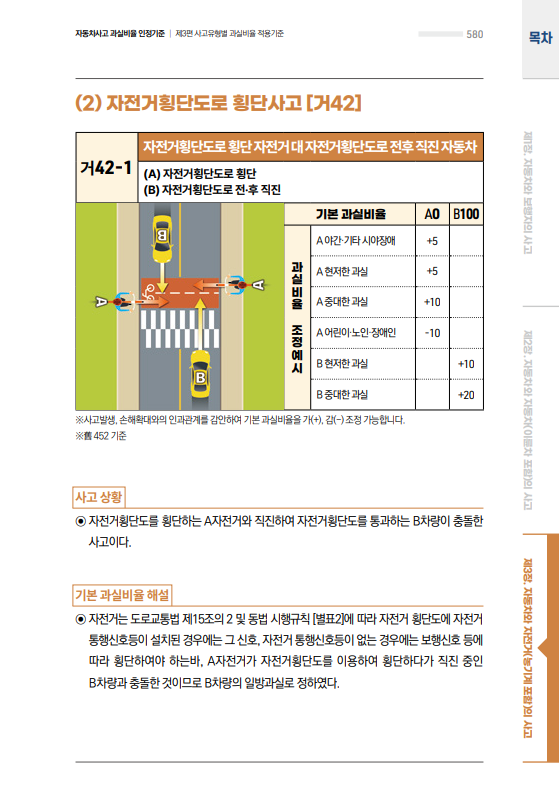 자동차사고 과실비율 인정기준 | 제3편 사고유형별 과실비율 적용기준
580
목차
(2) 자전거횡단도로 횡단사고 [거42]
거42-1
자전거횡단도로 횡단 자전거 대 자전거횡단도로 전후 직진 자동차
(A) 자전거횡단도로 횡단
(B) 자전거횡단도로 전·후 직진
B
A
A
B
기본 과실비율 A0 B100
과실비율 조정예시
A 야간·기타 시야장애 +5
A 현저한 과실 +5
A 중대한 과실 +10
A 어린이·노인·장애인 -10
B 현저한 과실 +10
B 중대한 과실 +20
※사고발생, 손해확대와의 인과관계를 감안하여 기본 과실비율을 가(+), 감(−) 조정 가능합니다.
※舊 452 기준
사고 상황
⊙ 자전거횡단도를 횡단하는 A자전거와 직진하여 자전거횡단도를 통과하는 B차량이 충돌한
사고이다.
기본 과실비율 해설
⊙ 자전거는 도로교통법 제15조의 2 및 동법 시행규칙 [별표2]에 따라 자전거 횡단도에 자전거
통행신호등이 설치된 경우에는 그 신호, 자전거 통행신호등이 없는 경우에는 보행신호 등에
따라 횡단하여야 하는바, A자전거가 자전거횡단도를 이용하여 횡단하다가 직진 중인
B차량과 충돌한 것이므로 B차량의 일방과실로 정하였다.
제1장. 자동차와 보행자의 사고
제2장. 자동차와 자동차(이륜차 포함)의 사고
제3장. 자동차와 자전거(농기계 포함)의 사고